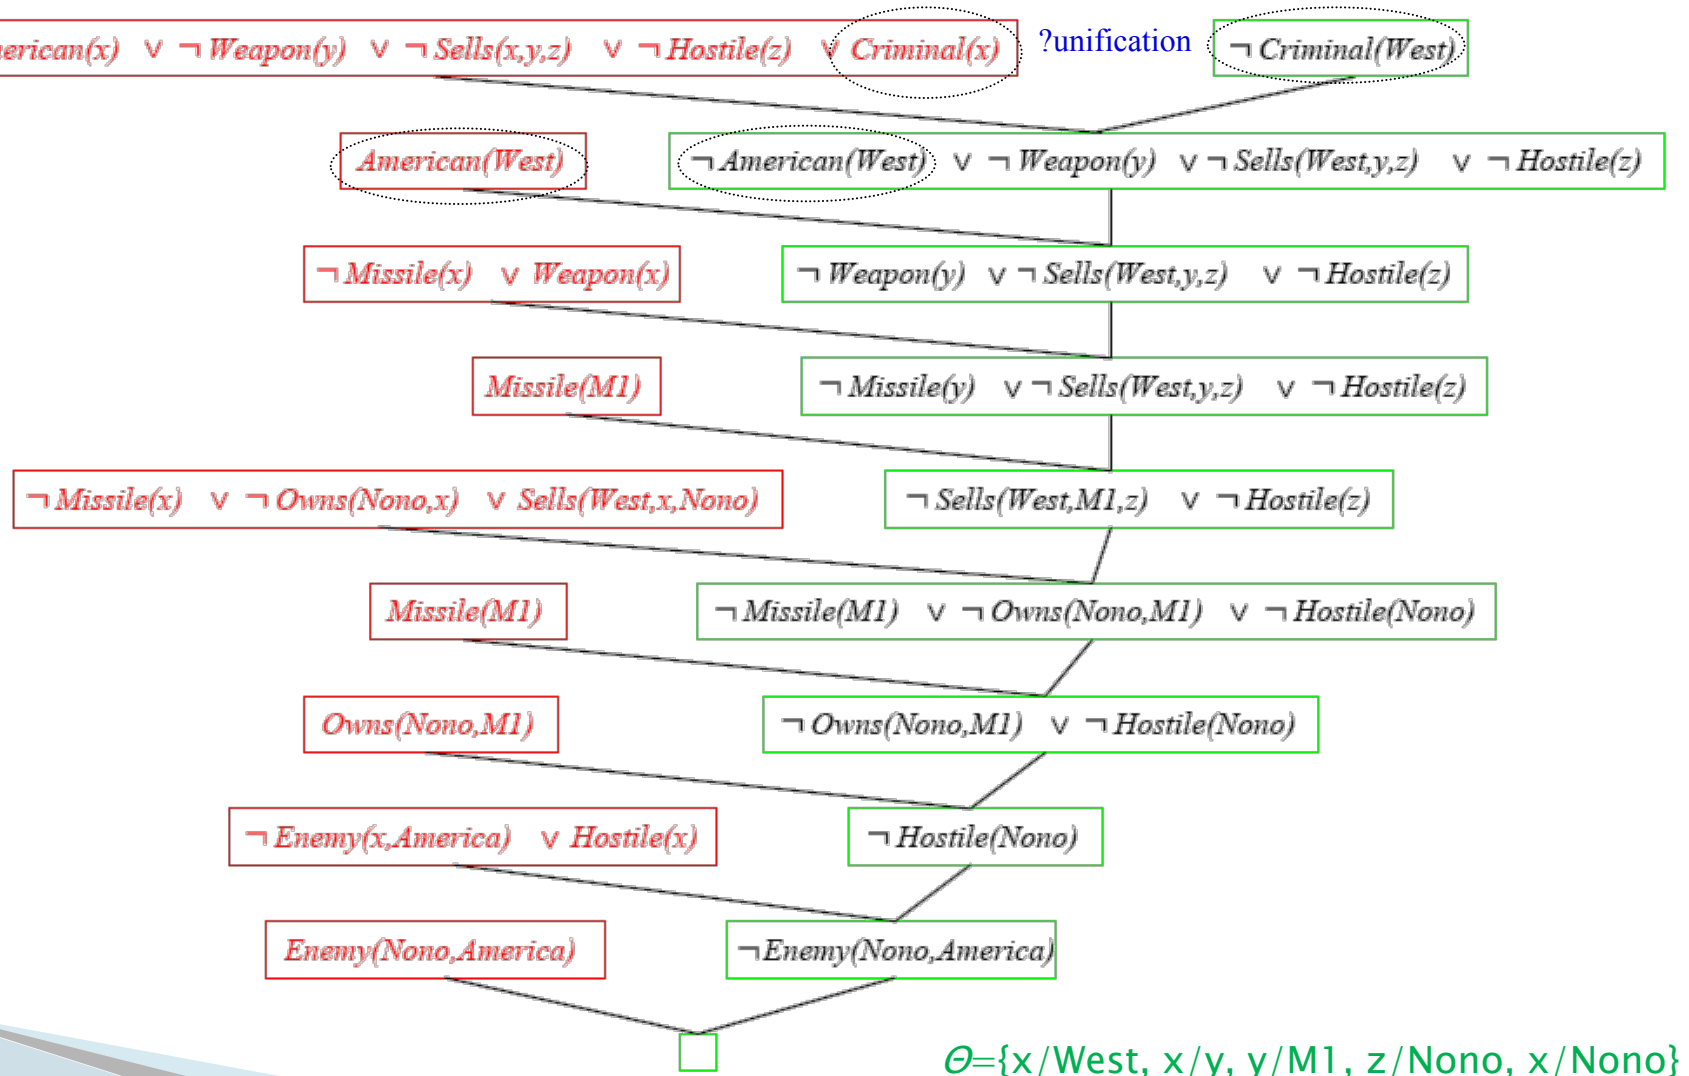 erican(x) ∨ ¬ Weapon(y) ∨ ¬ Sells(x,y,z) ∨ ¬ Hostile(z) ∨ Criminal(x) ?unification ¬ Criminal(West)
American(West) ¬ American(West) ∨ ¬ Weapon(y) ∨ ¬ Sells(West,y,z) ∨ ¬ Hostile(z)
¬ Missile(x) ∨ Weapon(x) ¬ Weapon(y) ∨ ¬ Sells(West,y,z) ∨ ¬ Hostile(z)
Missile(M1) ¬ Missile(y) ∨ ¬ Sells(West,y,z) ∨ ¬ Hostile(z)
¬ Missile(x) ∨ ¬ Owns(Nono,x) ∨ Sells(West,x,Nono) ¬ Sells(West,M1,z) ∨ ¬ Hostile(z)
Missile(M1) ¬ Missile(M1) ∨ ¬ Owns(Nono,M1) ∨ ¬ Hostile(Nono)
Owns(Nono,M1) ¬ Owns(Nono,M1) ∨ ¬ Hostile(Nono)
¬ Enemy(x,America) ∨ Hostile(x) ¬ Hostile(Nono)
Enemy(Nono,America) ¬ Enemy(Nono,America)
Θ={x/West, x/y, y/M1, z/Nono, x/Nono}